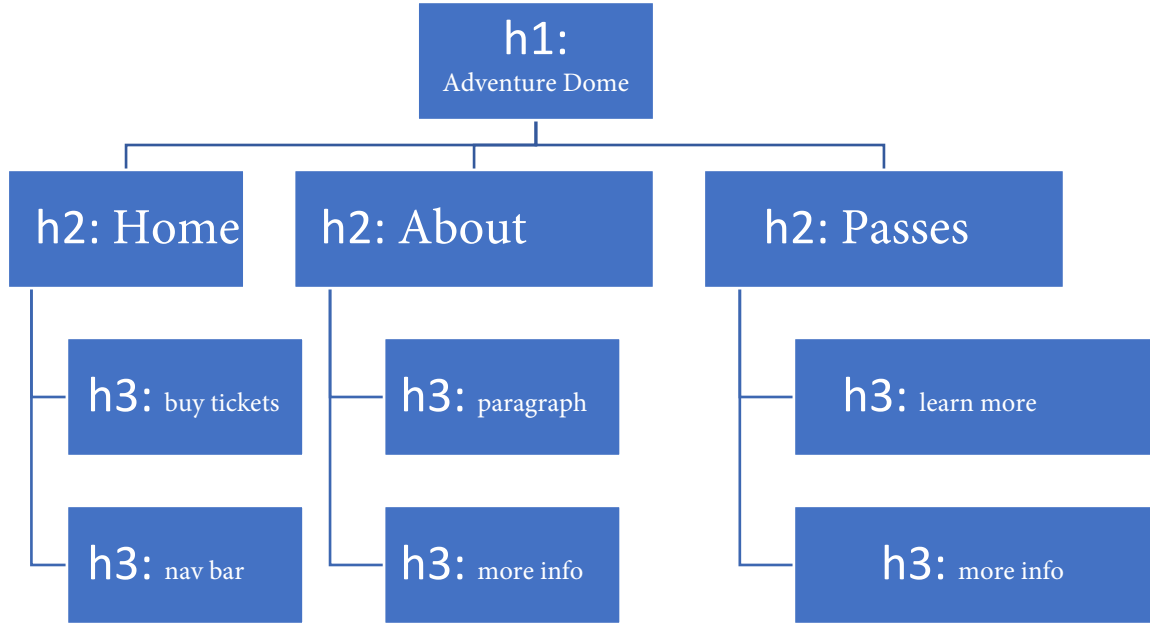 h1:
Adventure Dome
h2: Home
h2: About
h2: Passes
h3: buy tickets
h3: paragraph
h3: learn more
h3: nav bar
h3: more info
h3: more info